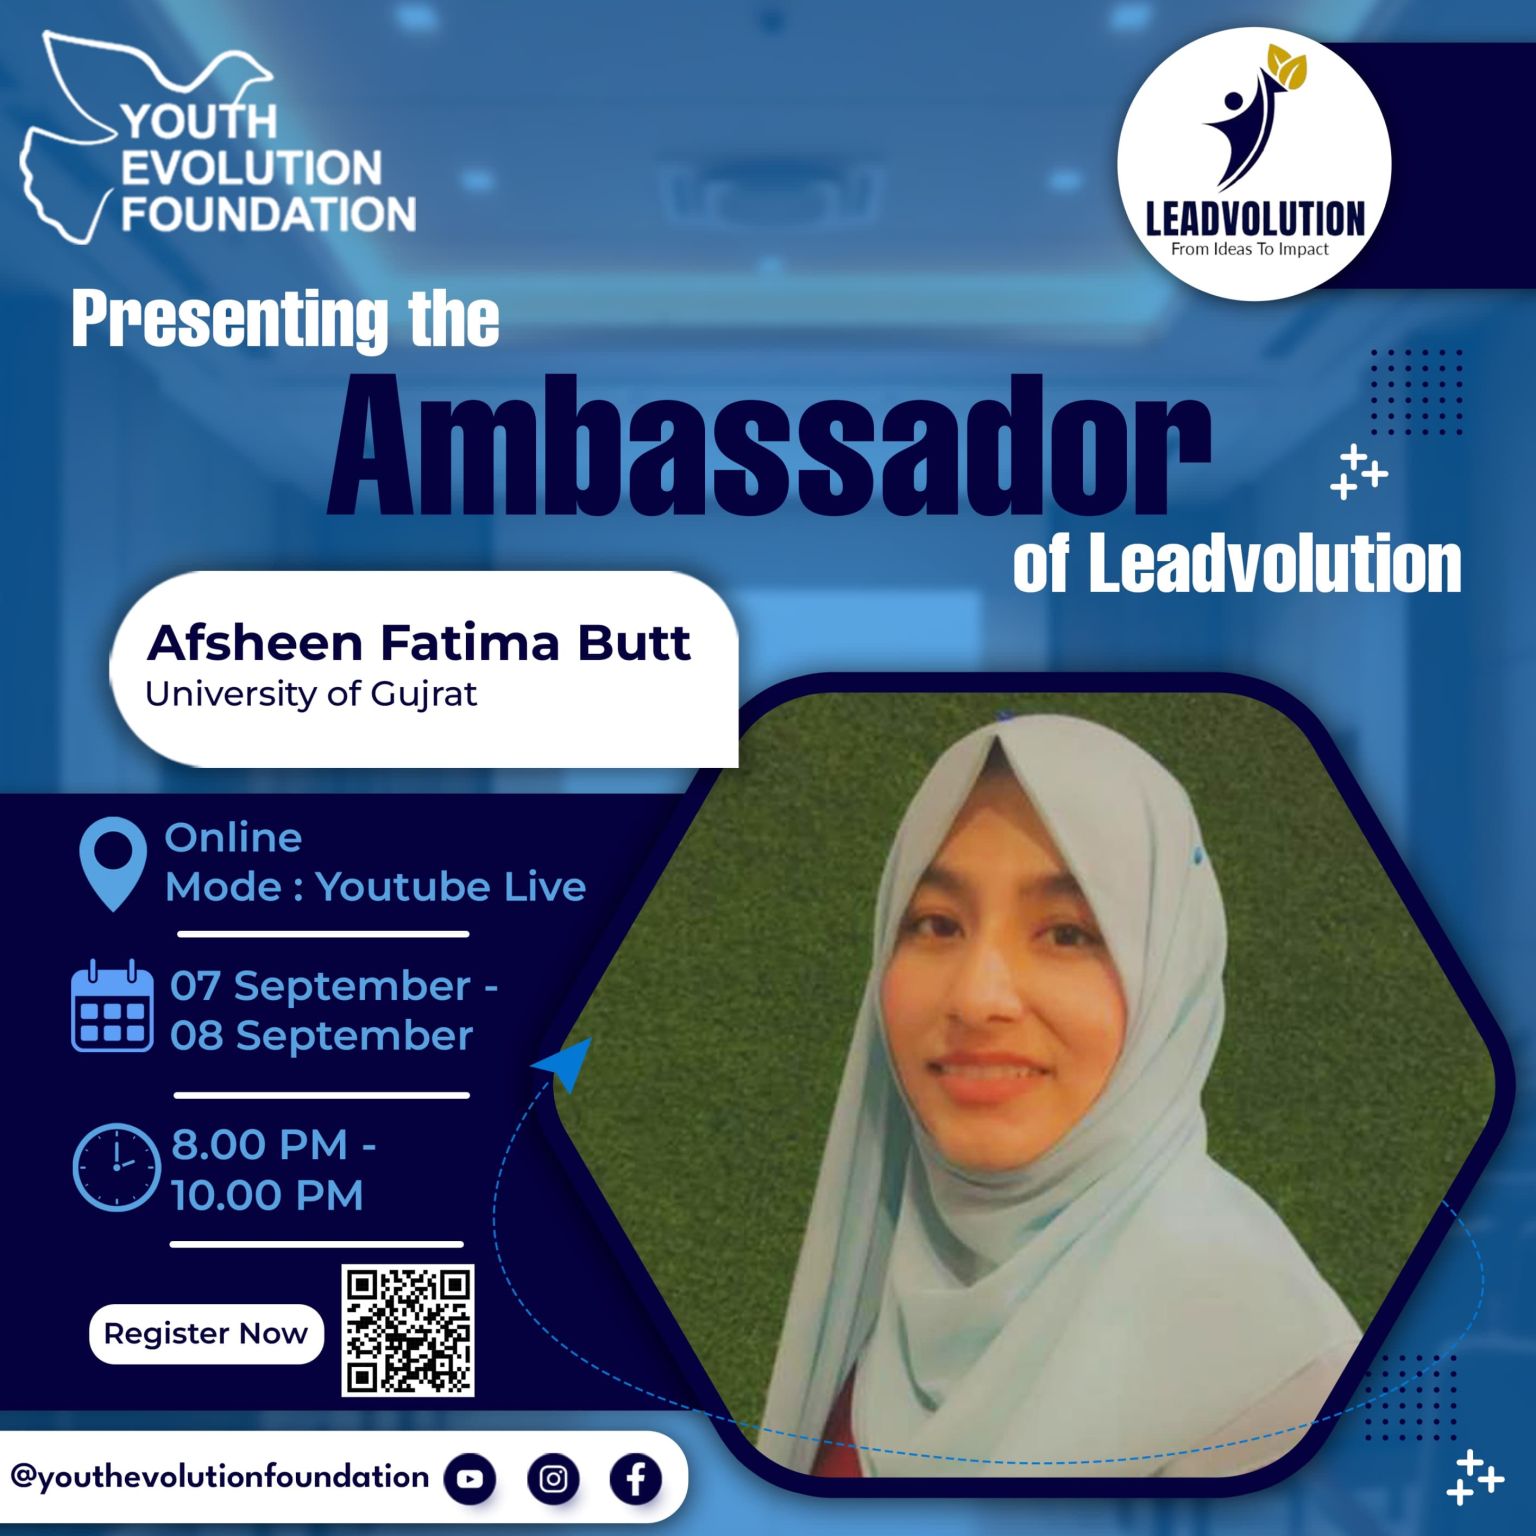 YOUTH
EVOLUTION
FOUNDATION
LEADVOLUTION
From Ideas To Impact
Presenting the
Ambassador
of Leadvolution
Afsheen Fatima Butt
University of Gujrat
Online
Mode : Youtube Live
07 September -
08 September
8.00 PM -
10.00 PM
Register Now
@youthevolutionfoundation